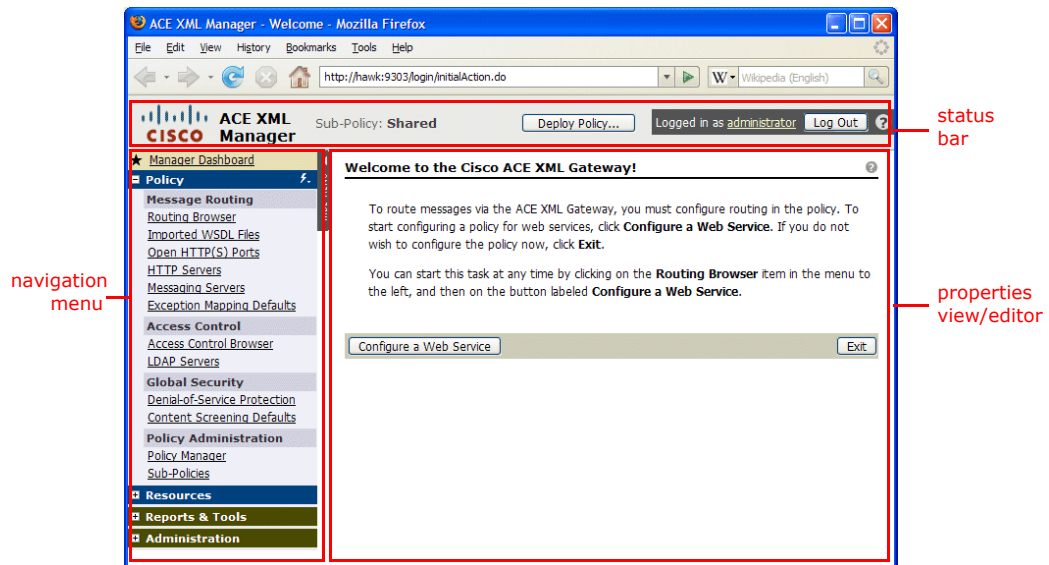 ACE XML Manager - Welcome - Mozilla Firefox
File Edit View History Bookmarks Tools Help
http://hawk:9303/login/initialAction.do
W Wikipedia (English)
CISCO
ACE XML
Manager
Sub-Policy: Shared
Deploy Policy...
Logged in as administrator
Log Out
?
status
bar
Manager Dashboard
Policy
Message Routing
Routing Browser
Imported WSDL Files
Open HTTP(S) Ports
HTTP Servers
Messaging Servers
Exception Mapping Defaults
Access Control
Access Control Browser
LDAP Servers
Global Security
Denial-of-Service Protection
Content Screening Defaults
Policy Administration
Policy Manager
Sub-Policies
Resources
Reports & Tools
Administration
navigation
menu
Welcome to the Cisco ACE XML Gateway!
?
To route messages via the ACE XML Gateway, you must configure routing in the policy. To
start configuring a policy for web services, click Configure a Web Service. If you do not
wish to configure the policy now, click Exit.
You can start this task at any time by clicking on the Routing Browser item in the menu to
the left, and then on the button labeled Configure a Web Service.
Configure a Web Service
Exit
properties
view/editor